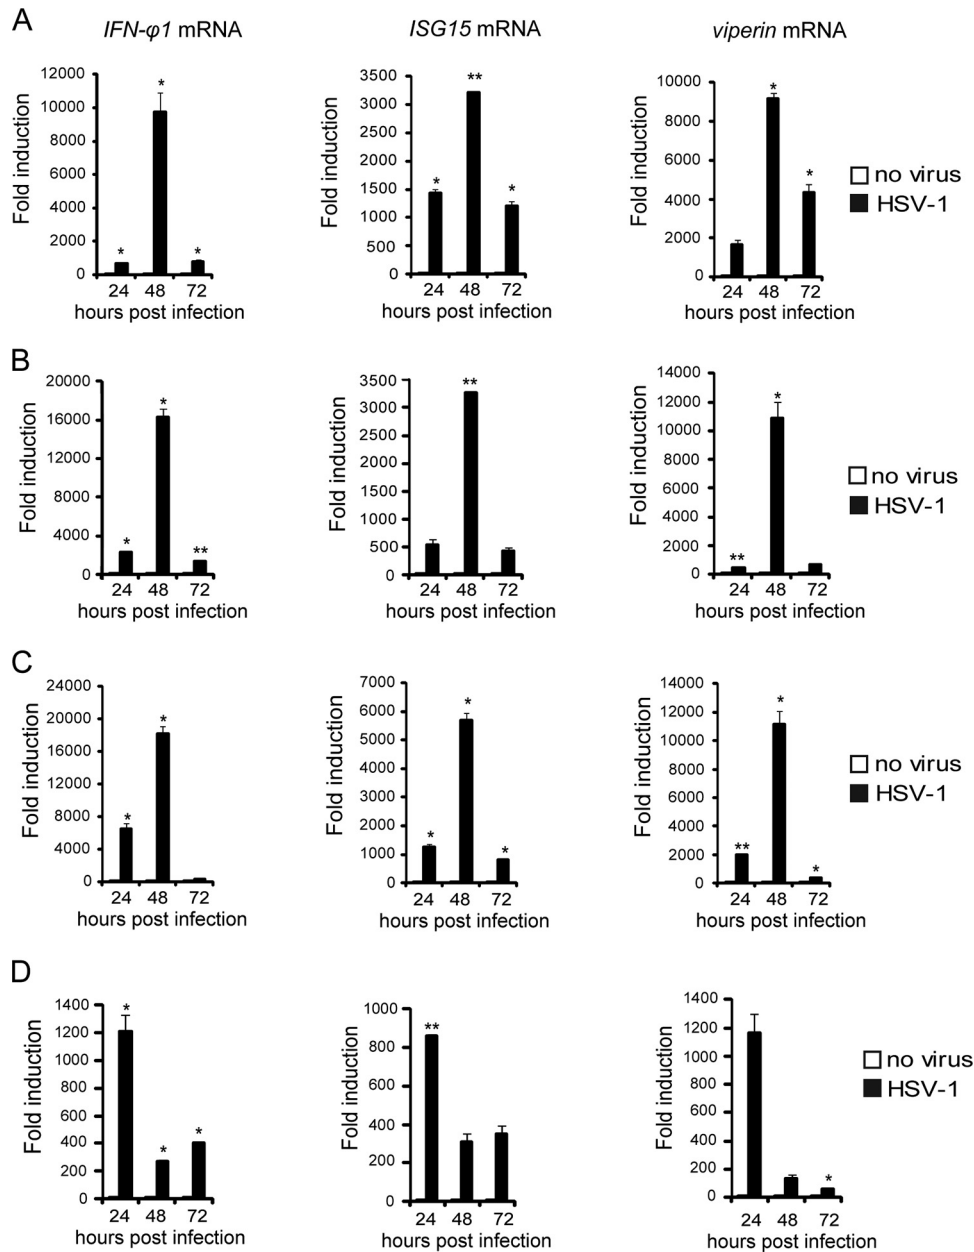 A
IFN-φ1 mRNA
ISG15 mRNA
viperin mRNA
Fold induction
12000
10000
8000
6000
4000
2000
0
*
*
*
24 48 72
hours post infection
Fold induction
3500
3000
2500
2000
1500
1000
500
0
*
**
*
24 48 72
hours post infection
Fold induction
10000
8000
6000
4000
2000
0
*
*
24 48 72
hours post infection
no virus
HSV-1
B
Fold induction
20000
16000
12000
8000
4000
0
*
*
**
24 48 72
hours post infection
Fold induction
3500
3000
2500
2000
1500
1000
500
0
**
24 48 72
hours post infection
Fold induction
14000
12000
10000
8000
6000
4000
2000
0
**
*
24 48 72
hours post infection
no virus
HSV-1
C
Fold induction
24000
20000
16000
12000
8000
4000
0
*
*
24 48 72
hours post infection
Fold induction
7000
6000
5000
4000
3000
2000
1000
0
*
*
*
24 48 72
hours post infection
Fold induction
14000
12000
10000
8000
6000
4000
2000
0
**
*
*
24 48 72
hours post infection
no virus
HSV-1
D
Fold induction
1400
1200
1000
800
600
400
200
0
*
*
*
24 48 72
hours post infection
Fold induction
1000
800
600
400
200
0
**
24 48 72
hours post infection
Fold induction
1400
1200
1000
800
600
400
200
0
*
24 48 72
hours post infection
no virus
HSV-1